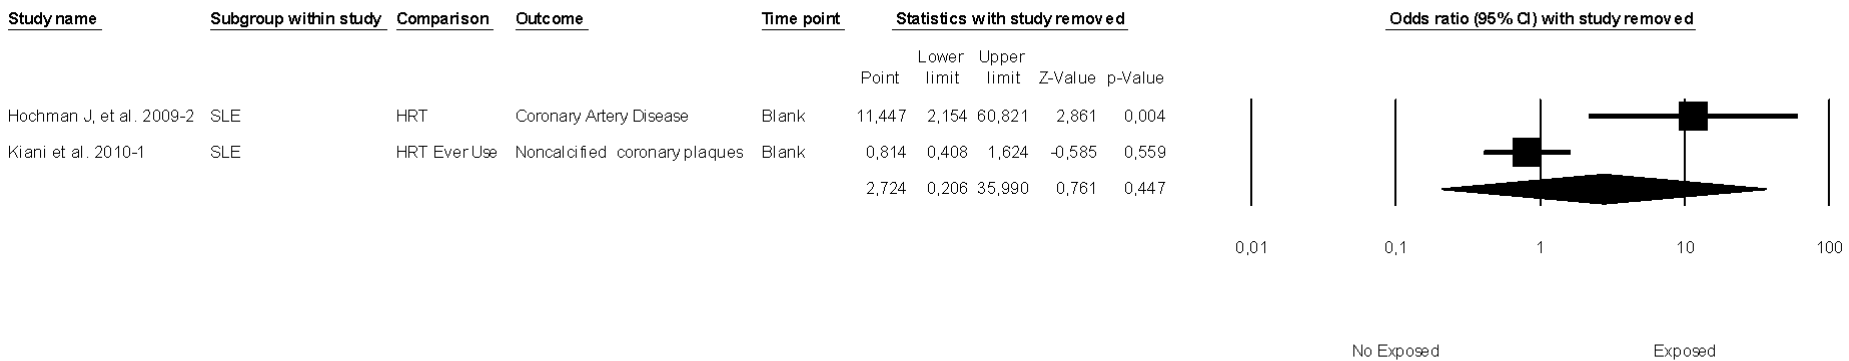 Study name Subgroup within study Comparison Outcome Time point Statistics with study removed Odds ratio (95% CI) with study removed
Lower Upper
Point limit limit Z-Value p-Value
Hochman J, et al. 2009-2 SLE HRT Coronary Artery Disease Blank 11,447 2,154 60,821 2,861 0,004
Kiani et al. 2010-1 SLE HRT Ever Use Noncalcified coronary plaques Blank 0,814 0,408 1,624 -0,585 0,559
2,724 0,206 35,990 0,761 0,447
0,01 0,1 1 10 100
No Exposed Exposed